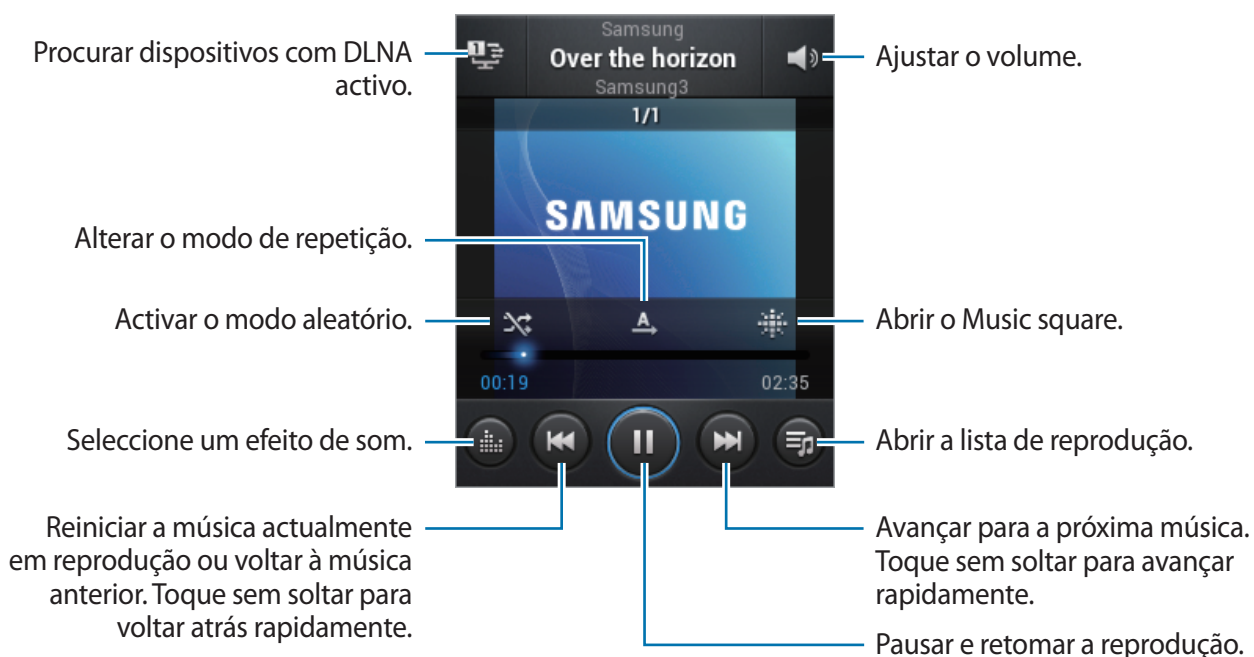 Procurar dispositivos com DLNA
activo.
1
Samsung
Over the horizon
Samsung3
Ajustar o volume.
1/1
SAMSUNG
Alterar o modo de repetição.
Activar o modo aleatório.
A
Abrir o Music square.
00:19
02:35
Seleccione um efeito de som.
Abrir a lista de reprodução.
Reiniciar a música actualmente
em reprodução ou voltar à música
anterior. Toque sem soltar para
voltar atrás rapidamente.
Avançar para a próxima música.
Toque sem soltar para avançar
rapidamente.
Pausar e retomar a reprodução.